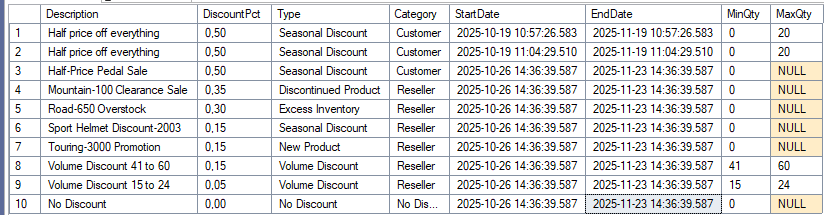 Description DiscountPct Type Category StartDate EndDate MinQty MaxQty
1 Half price off everything 0,50 Seasonal Discount Customer 2025-10-19 10:57:26.583 2025-11-19 10:57:26.583 0 20
2 Half price off everything 0,50 Seasonal Discount Customer 2025-10-19 11:04:29.510 2025-11-19 11:04:29.510 0 20
3 Half-Price Pedal Sale 0,50 Seasonal Discount Customer 2025-10-26 14:36:39.587 2025-11-23 14:36:39.587 0 NULL
4 Mountain-100 Clearance Sale 0,35 Discontinued Product Reseller 2025-10-26 14:36:39.587 2025-11-23 14:36:39.587 0 NULL
5 Road-650 Overstock 0,30 Excess Inventory Reseller 2025-10-26 14:36:39.587 2025-11-23 14:36:39.587 0 NULL
6 Sport Helmet Discount-2003 0,15 Seasonal Discount Reseller 2025-10-26 14:36:39.587 2025-11-23 14:36:39.587 0 NULL
7 Touring-3000 Promotion 0,15 New Product Reseller 2025-10-26 14:36:39.587 2025-11-23 14:36:39.587 0 NULL
8 Volume Discount 41 to 60 0,15 Volume Discount Reseller 2025-10-26 14:36:39.587 2025-11-23 14:36:39.587 41 60
9 Volume Discount 15 to 24 0,05 Volume Discount Reseller 2025-10-26 14:36:39.587 2025-11-23 14:36:39.587 15 24
10 No Discount 0,00 No Discount No Dis... 2025-10-26 14:36:39.587 2025-11-23 14:36:39.587 0 NULL